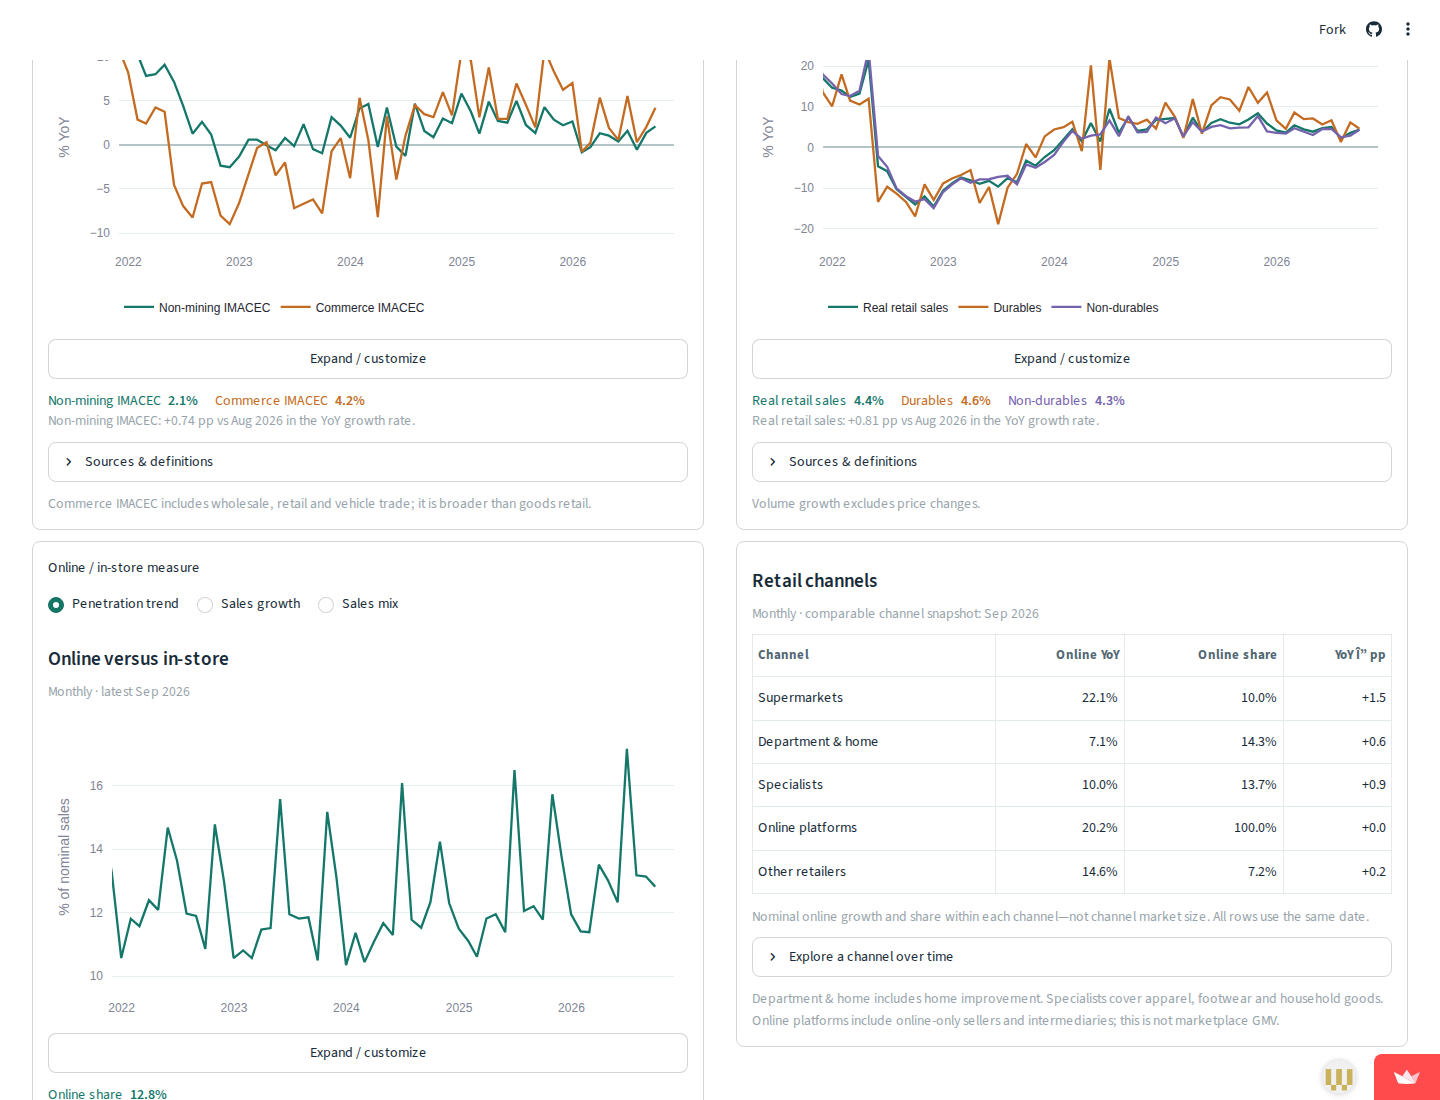 Fork
% YoY
5
0
−5
−10
2022
2023
2024
2025
2026
Non-mining IMACEC
Commerce IMACEC
Expand / customize
Non-mining IMACEC 2.1% Commerce IMACEC 4.2%
Non-mining IMACEC: +0.74 pp vs Aug 2026 in the YoY growth rate.
Sources & definitions
Commerce IMACEC includes wholesale, retail and vehicle trade; it is broader than goods retail.
% YoY
20
10
0
−10
−20
2022
2023
2024
2025
2026
Real retail sales
Durables
Non-durables
Expand / customize
Real retail sales 4.4% Durables 4.6% Non-durables 4.3%
Real retail sales: +0.81 pp vs Aug 2026 in the YoY growth rate.
Sources & definitions
Volume growth excludes price changes.
Online / in-store measure
Penetration trend
Sales growth
Sales mix
Online versus in-store
Monthly · latest Sep 2026
% of nominal sales
16
14
12
10
2022
2023
2024
2025
2026
Expand / customize
Online share 12.8%
Retail channels
Monthly · comparable channel snapshot: Sep 2026
Channel Online YoY Online share YoY Î” pp
Supermarkets 22.1% 10.0% +1.5
Department & home 7.1% 14.3% +0.6
Specialists 10.0% 13.7% +0.9
Online platforms 20.2% 100.0% +0.0
Other retailers 14.6% 7.2% +0.2
Nominal online growth and share within each channel—not channel market size. All rows use the same date.
Explore a channel over time
Department & home includes home improvement. Specialists cover apparel, footwear and household goods.
Online platforms include online-only sellers and intermediaries; this is not marketplace GMV.